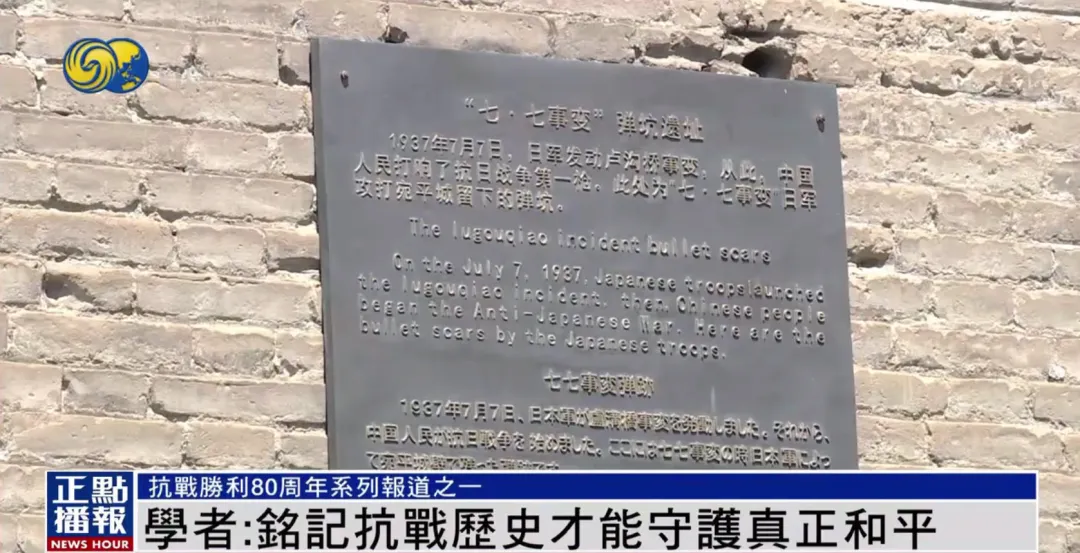 “七·七事变”弹坑遗址
1937年7月7日，日军发动卢沟桥事变，从此，中国
人民打响了抗日战争第一枪。此处为“七·七事变”日军
攻打宛平城留下的弹坑。
The lugouqiao incident bullet scars
On the July 7, 1937, Japanese troopslaunched
the lugouqiao incident, then Chinese people
began the Anti-Japanese War. Here are the
bullet scars by the Japanese troops.
七七事変弾跡
1937年7月7日、日本軍が盧溝橋事変を発動しました。それから、
中国人民が抗日戦争を始めました。ここには七七事変の時日本軍によっ
正點
播報
NEWS HOUR
抗戰勝利80周年系列報道之一
學者:銘記抗戰歷史才能守護真正和平